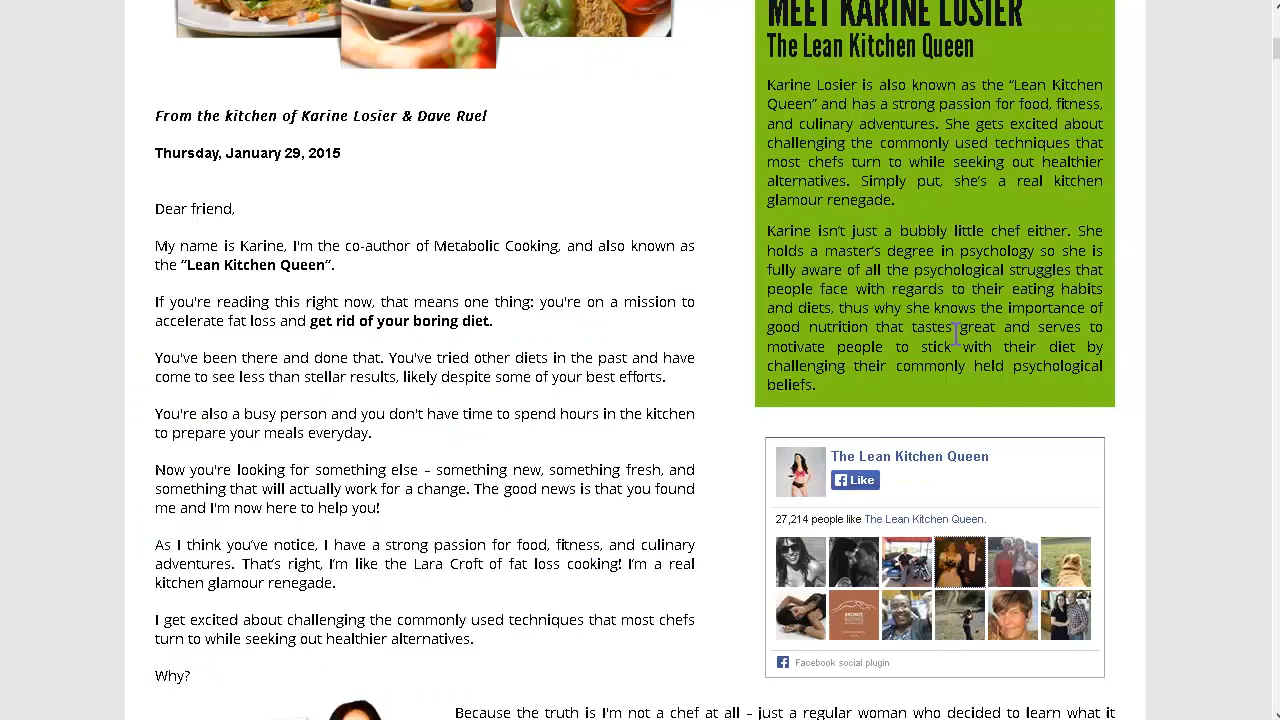 From the kitchen of Karine Losier & Dave Ruel
Thursday, January 29, 2015
Dear friend,
My name is Karine, I'm the co-author of Metabolic Cooking, and also known as
the "Lean Kitchen Queen".
If you're reading this right now, that means one thing: you're on a mission to
accelerate fat loss and get rid of your boring diet.
You've been there and done that. You've tried other diets in the past and have
come to see less than stellar results, likely despite some of your best efforts.
You're also a busy person and you don't have time to spend hours in the kitchen
to prepare your meals everyday.
Now you're looking for something else – something new, something fresh, and
something that will actually work for a change. The good news is that you found
me and I'm now here to help you!
As I think you've notice, I have a strong passion for food, fitness, and culinary
adventures. That's right, I'm like the Lara Croft of fat loss cooking! I'm a real
kitchen glamour renegade.
I get excited about challenging the commonly used techniques that most chefs
turn to while seeking out healthier alternatives.
Why?
Because the truth is I'm not a chef at all – just a regular woman who decided to learn what it
MEET KARINE LOSIER
The Lean Kitchen Queen
Karine Losier is also known as the "Lean Kitchen
Queen" and has a strong passion for food, fitness,
and culinary adventures. She gets excited about
challenging the commonly used techniques that
most chefs turn to while seeking out healthier
alternatives. Simply put, she's a real kitchen
glamour renegade.
Karine isn't just a bubbly little chef either. She
holds a master's degree in psychology so she is
fully aware of all the psychological struggles that
people face with regards to their eating habits
and diets, thus why she knows the importance of
good nutrition that tastes great and serves to
motivate people to stick with their diet by
challenging their commonly held psychological
beliefs.
The Lean Kitchen Queen
Like
27,214 people like The Lean Kitchen Queen.
Facebook social plugin